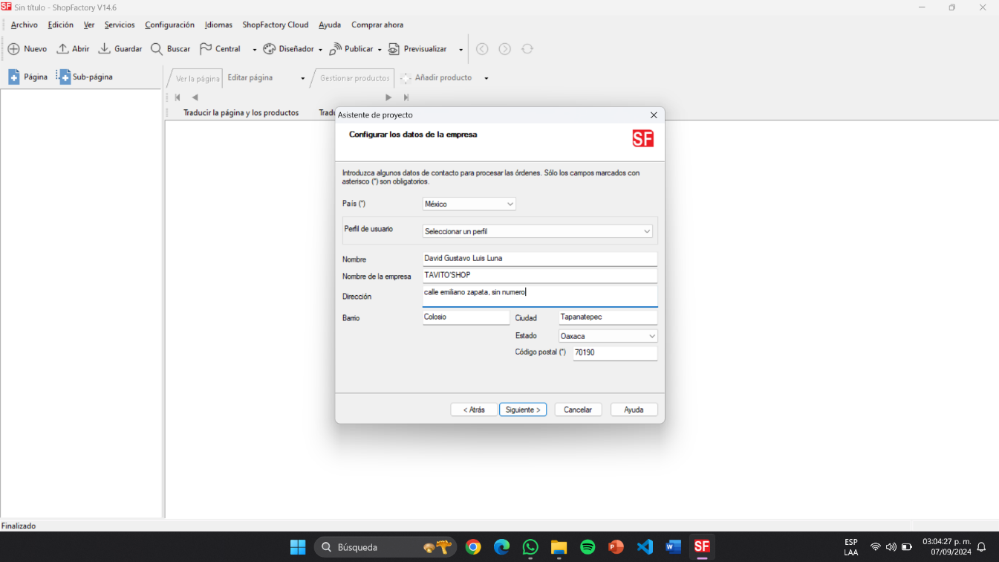 SF Sin título - ShopFactory V14.6
Archivo Edición Ver Servicios Configuración Idiomas ShopFactory Cloud Ayuda Comprar ahora
Nuevo Abrir Guardar Buscar Central Diseñador Publicar Previsualizar
Página Sub-página Ver la página Editar página Gestionar productos Añadir producto
Traducir la página y los productos Tradu
Asistente de proyecto
Configurar los datos de la empresa
SF
Introduzca algunos datos de contacto para procesar las órdenes. Sólo los campos marcados con
asterisco (*) son obligatorios.
País (*) México
Perfil de usuario Seleccionar un perfil
Nombre David Gustavo Luis Luna
Nombre de la empresa TAVITO'SHOP
Dirección calle emiliano zapata, sin numero
Barrio Colosio Ciudad Tapanatepec
Estado Oaxaca
Código postal (*) 70190
< Atrás Siguiente > Cancelar Ayuda
Finalizado
Búsqueda
P
W
SF
ESP
LAA
03:04:27 p. m.
07/09/2024